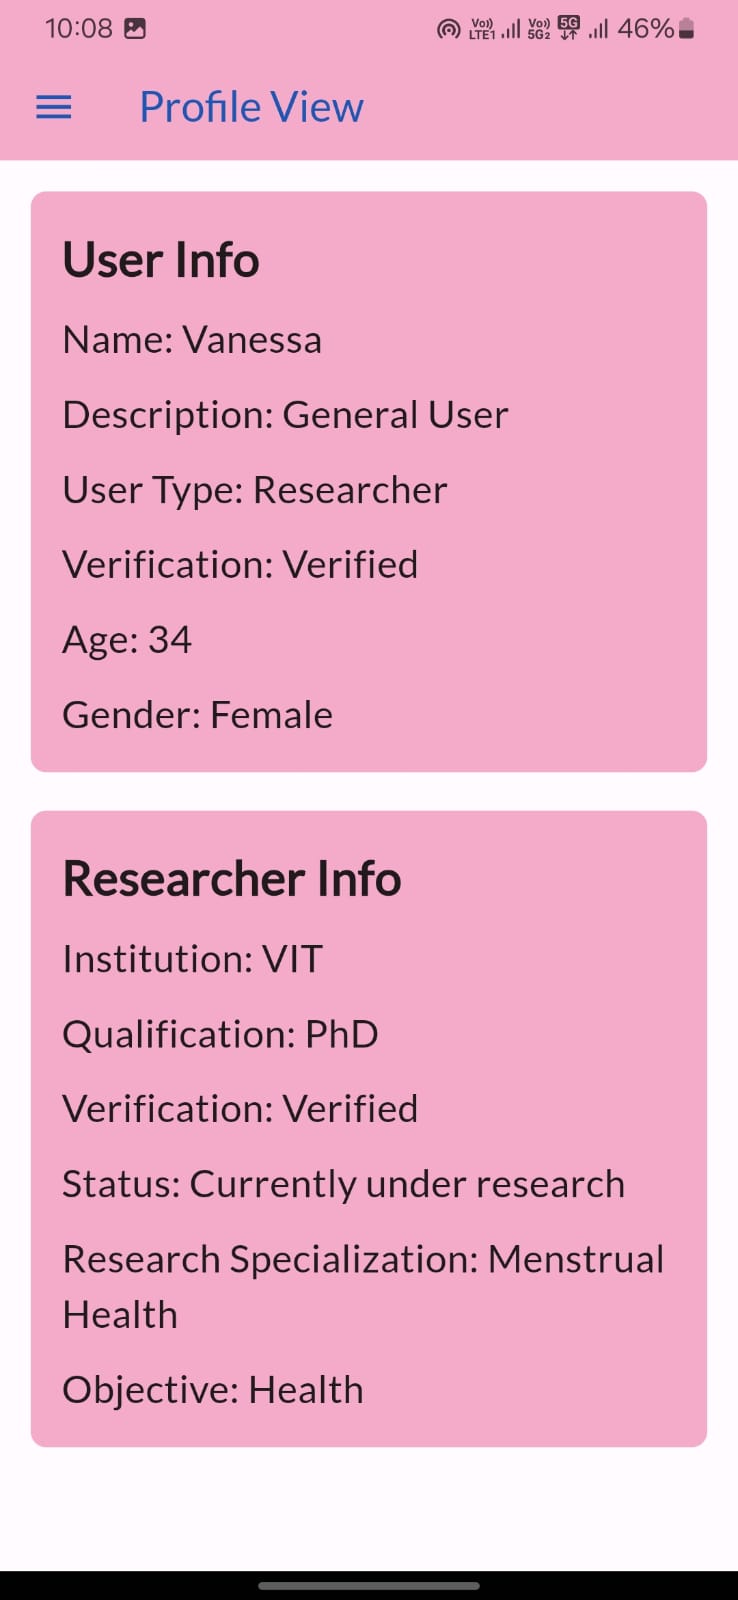 10:08 Vo)) LTE1 Vo)) 5G2 5G 46%
Profile View
User Info
Name: Vanessa
Description: General User
User Type: Researcher
Verification: Verified
Age: 34
Gender: Female
Researcher Info
Institution: VIT
Qualification: PhD
Verification: Verified
Status: Currently under research
Research Specialization: Menstrual
Health
Objective: Health